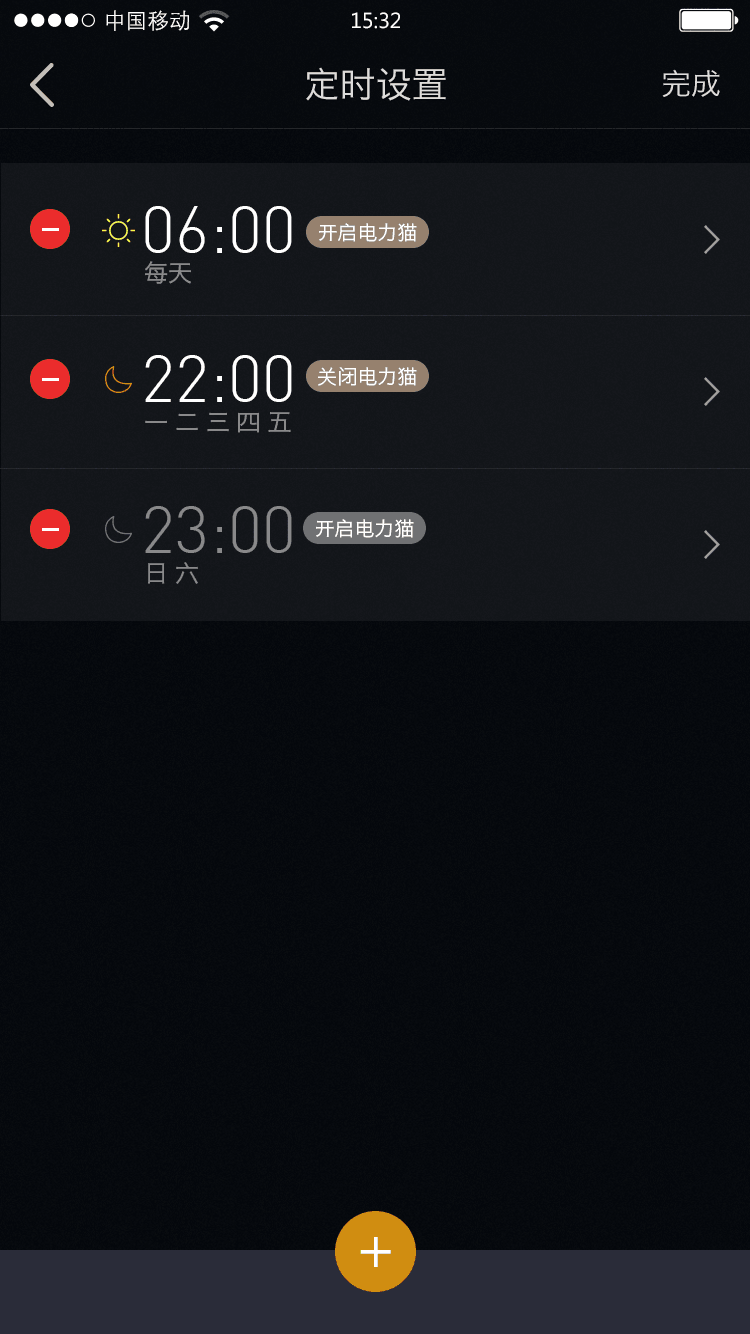 中国移动 15:32
定时设置 完成
06:00 开启电力猫
每天
22:00 关闭电力猫
一 二 三 四 五
23:00 开启电力猫
日 六